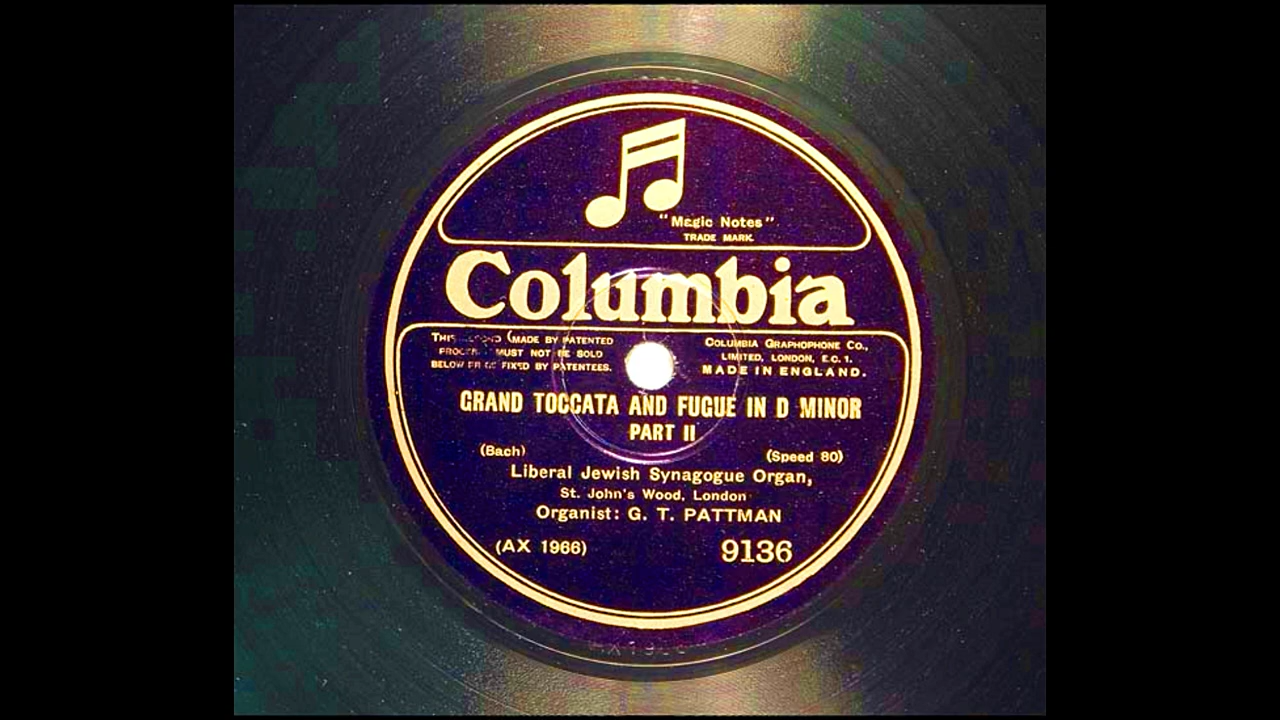 "Magic Notes"
TRADE MARK.
Columbia
THIS (MADE BY PATENTED
MUST NOT BE SOLD
BELOW FIXED BY PATENTEES.
COLUMBIA GRAPHOPHONE CO.,
LIMITED, LONDON, E.C.1.
MADE IN ENGLAND.
GRAND TOCCATA AND FUGUE IN D MINOR
PART II
(Bach) (Speed 80)
Liberal Jewish Synagogue Organ,
St. John's Wood, London
Organist: G. T. PATTMAN
(AX 1966) 9136